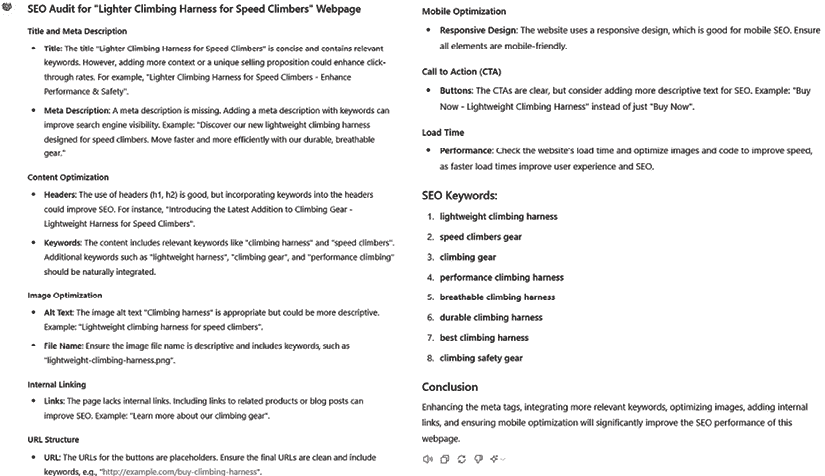 SEO Audit for "Lighter Climbing Harness for Speed Climbers" Webpage
Title and Meta Description
Title: The title "Lighter Climbing Harness for Speed Climbers" is concise and contains relevant
keywords. However, adding more context or a unique selling proposition could enhance click-
through rates. For example, "Lighter Climbing Harness for Speed Climbers - Enhance
Performance & Safety".
Meta Description: A meta description is missing. Adding a meta description with keywords can
improve search engine visibility. Example: "Discover our new lightweight climbing harness
designed for speed climbers. Move faster and more efficiently with our durable, breathable
gear."
Content Optimization
Headers: The use of headers (h1, h2) is good, but incorporating keywords into the headers
could improve SEO. For instance, "Introducing the Latest Addition to Climbing Gear -
Lightweight Harness for Speed Climbers".
Keywords: The content includes relevant keywords like "climbing harness" and "speed climbers".
Additional keywords such as "lightweight harness", "climbing gear", and "performance climbing"
should be naturally integrated.
Image Optimization
Alt Text: The image alt text "Climbing harness" is appropriate but could be more descriptive.
Example: "Lightweight climbing harness for speed climbers".
File Name: Ensure the image file name is descriptive and includes keywords, such as
"lightweight-climbing-harness.png".
Internal Linking
Links: The page lacks internal links. Including links to related products or blog posts can
improve SEO. Example: "Learn more about our climbing gear".
URL Structure
URL: The URLs for the buttons are placeholders. Ensure the final URLs are clean and include
keywords, e.g., "http://example.com/buy-climbing-harness".
Mobile Optimization
Responsive Design: The website uses a responsive design, which is good for mobile SEO. Ensure
all elements are mobile-friendly.
Call to Action (CTA)
Buttons: The CTAs are clear, but consider adding more descriptive text for SEO. Example: "Buy
Now - Lightweight Climbing Harness" instead of just "Buy Now".
Load Time
Performance: Check the website's load time and optimize images and code to improve speed,
as faster load times improve user experience and SEO.
SEO Keywords:
1. lightweight climbing harness
2. speed climbers gear
3. climbing gear
4. performance climbing harness
5. breathable climbing harness
6. durable climbing harness
7. best climbing harness
8. climbing safety gear
Conclusion
Enhancing the meta tags, integrating more relevant keywords, optimizing images, adding internal
links, and ensuring mobile optimization will significantly improve the SEO performance of this
webpage.